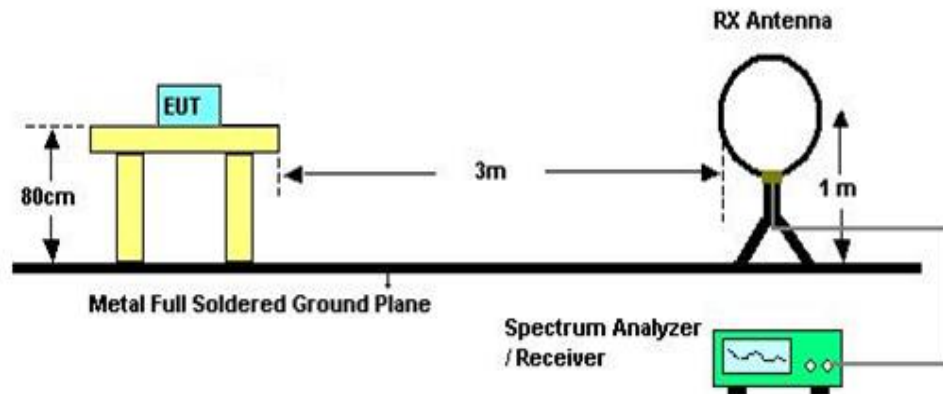 RX Antenna
EUT
80cm
3m
1 m
Metal Full Soldered Ground Plane
Spectrum Analyzer
/ Receiver